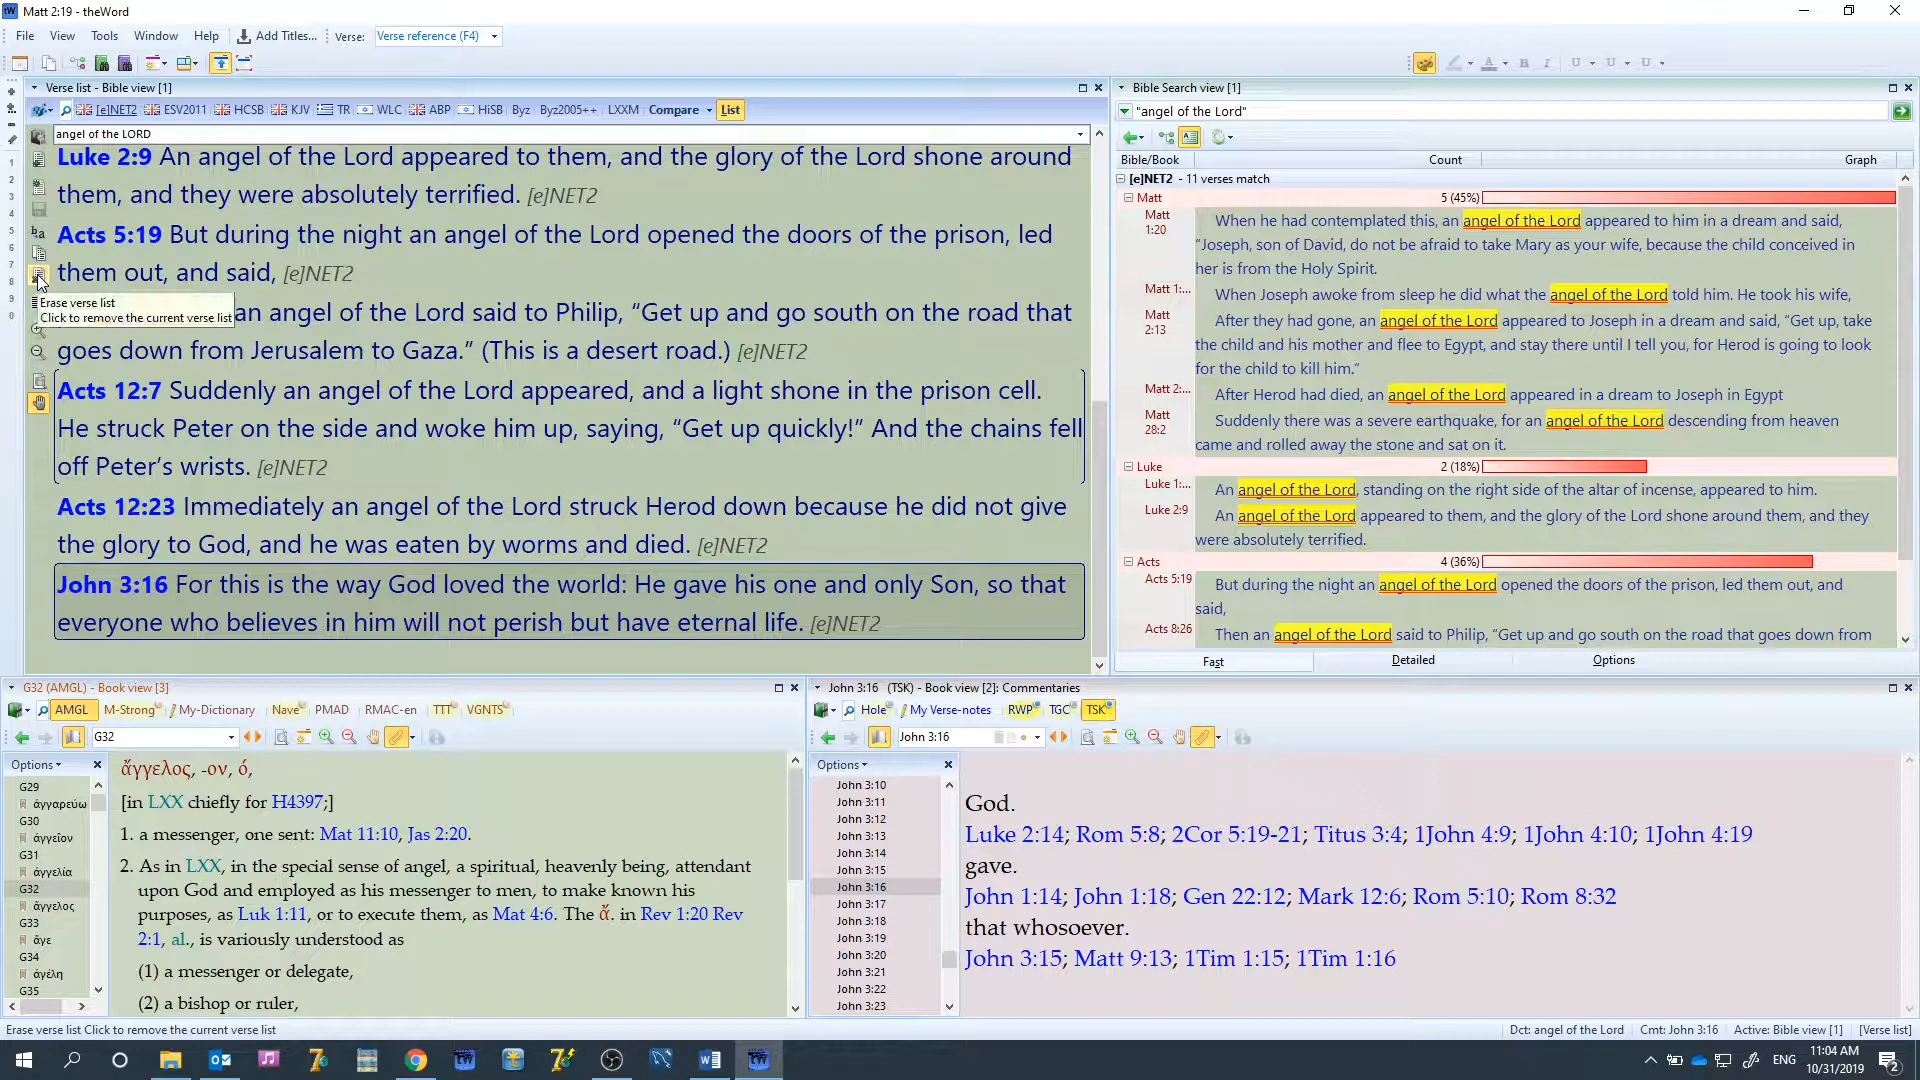 Matt 2:19 - theWord
File View Tools Window Help Add Titles... Verse: Verse reference (F4)
Verse list - Bible view [1]
[e]NET2 ESV2011 HCSB KJV TR WLC ABP HiSB Byz Byz2005++ LXXM Compare List
angel of the LORD
Luke 2:9 An angel of the Lord appeared to them, and the glory of the Lord shone around
them, and they were absolutely terrified. [e]NET2
Acts 5:19 But during the night an angel of the Lord opened the doors of the prison, led
them out, and said, [e]NET2
Erase verse list
Click to remove the current verse list
an angel of the Lord said to Philip, “Get up and go south on the road that
goes down from Jerusalem to Gaza.” (This is a desert road.) [e]NET2
Acts 12:7 Suddenly an angel of the Lord appeared, and a light shone in the prison cell.
He struck Peter on the side and woke him up, saying, “Get up quickly!” And the chains fell
off Peter’s wrists. [e]NET2
Acts 12:23 Immediately an angel of the Lord struck Herod down because he did not give
the glory to God, and he was eaten by worms and died. [e]NET2
John 3:16 For this is the way God loved the world: He gave his one and only Son, so that
everyone who believes in him will not perish but have eternal life. [e]NET2
1
2
3
4
5
6
7
8
9
0
Bible Search view [1]
"angel of the Lord"
Bible/Book Count Graph
[e]NET2 - 11 verses match
Matt 5 (45%)
Matt 1:20 When he had contemplated this, an angel of the Lord appeared to him in a dream and said,
“Joseph, son of David, do not be afraid to take Mary as your wife, because the child conceived in
her is from the Holy Spirit.
Matt 1:... When Joseph awoke from sleep he did what the angel of the Lord told him. He took his wife,
Matt 2:13 After they had gone, an angel of the Lord appeared to Joseph in a dream and said, “Get up, take
the child and his mother and flee to Egypt, and stay there until I tell you, for Herod is going to look
for the child to kill him.”
Matt 2:... After Herod had died, an angel of the Lord appeared in a dream to Joseph in Egypt
Matt 28:2 Suddenly there was a severe earthquake, for an angel of the Lord descending from heaven
came and rolled away the stone and sat on it.
Luke 2 (18%)
Luke 1:... An angel of the Lord, standing on the right side of the altar of incense, appeared to him.
Luke 2:9 An angel of the Lord appeared to them, and the glory of the Lord shone around them, and they
were absolutely terrified.
Acts 4 (36%)
Acts 5:19 But during the night an angel of the Lord opened the doors of the prison, led them out, and
said,
Acts 8:26 Then an angel of the Lord said to Philip, “Get up and go south on the road that goes down from
Fast Detailed Options
G32 (AMGL) - Book view [3]
AMGL M-Strong My-Dictionary Nave PMAD RMAC-en TTT VGNTS
G32
Options
G29
ἀγγαρεύω
G30
ἀγγεῖον
G31
ἀγγελία
G32
ἄγγελος
G33
ἄγε
G34
ἀγέλη
G35
ἄγγελος, -ου, ὁ,
[in LXX chiefly for H4397;]
1. a messenger, one sent: Mat 11:10, Jas 2:20.
2. As in LXX, in the special sense of angel, a spiritual, heavenly being, attendant
upon God and employed as his messenger to men, to make known his
purposes, as Luk 1:11, or to execute them, as Mat 4:6. The ἄ. in Rev 1:20 Rev
2:1, al., is variously understood as
(1) a messenger or delegate,
(2) a bishop or ruler,
John 3:16 (TSK) - Book view [2]: Commentaries
Hole My Verse-notes RWP TGC TSK
John 3:16
Options
John 3:10
John 3:11
John 3:12
John 3:13
John 3:14
John 3:15
John 3:16
John 3:17
John 3:18
John 3:19
John 3:20
John 3:21
John 3:22
John 3:23
God.
Luke 2:14; Rom 5:8; 2Cor 5:19-21; Titus 3:4; 1John 4:9; 1John 4:10; 1John 4:19
gave.
John 1:14; John 1:18; Gen 22:12; Mark 12:6; Rom 5:10; Rom 8:32
that whosoever.
John 3:15; Matt 9:13; 1Tim 1:15; 1Tim 1:16
Erase verse list Click to remove the current verse list Dct: angel of the Lord Cmt: John 3:16 Active: Bible view [1] [Verse list]
ENG 11:04 AM
10/31/2019
2